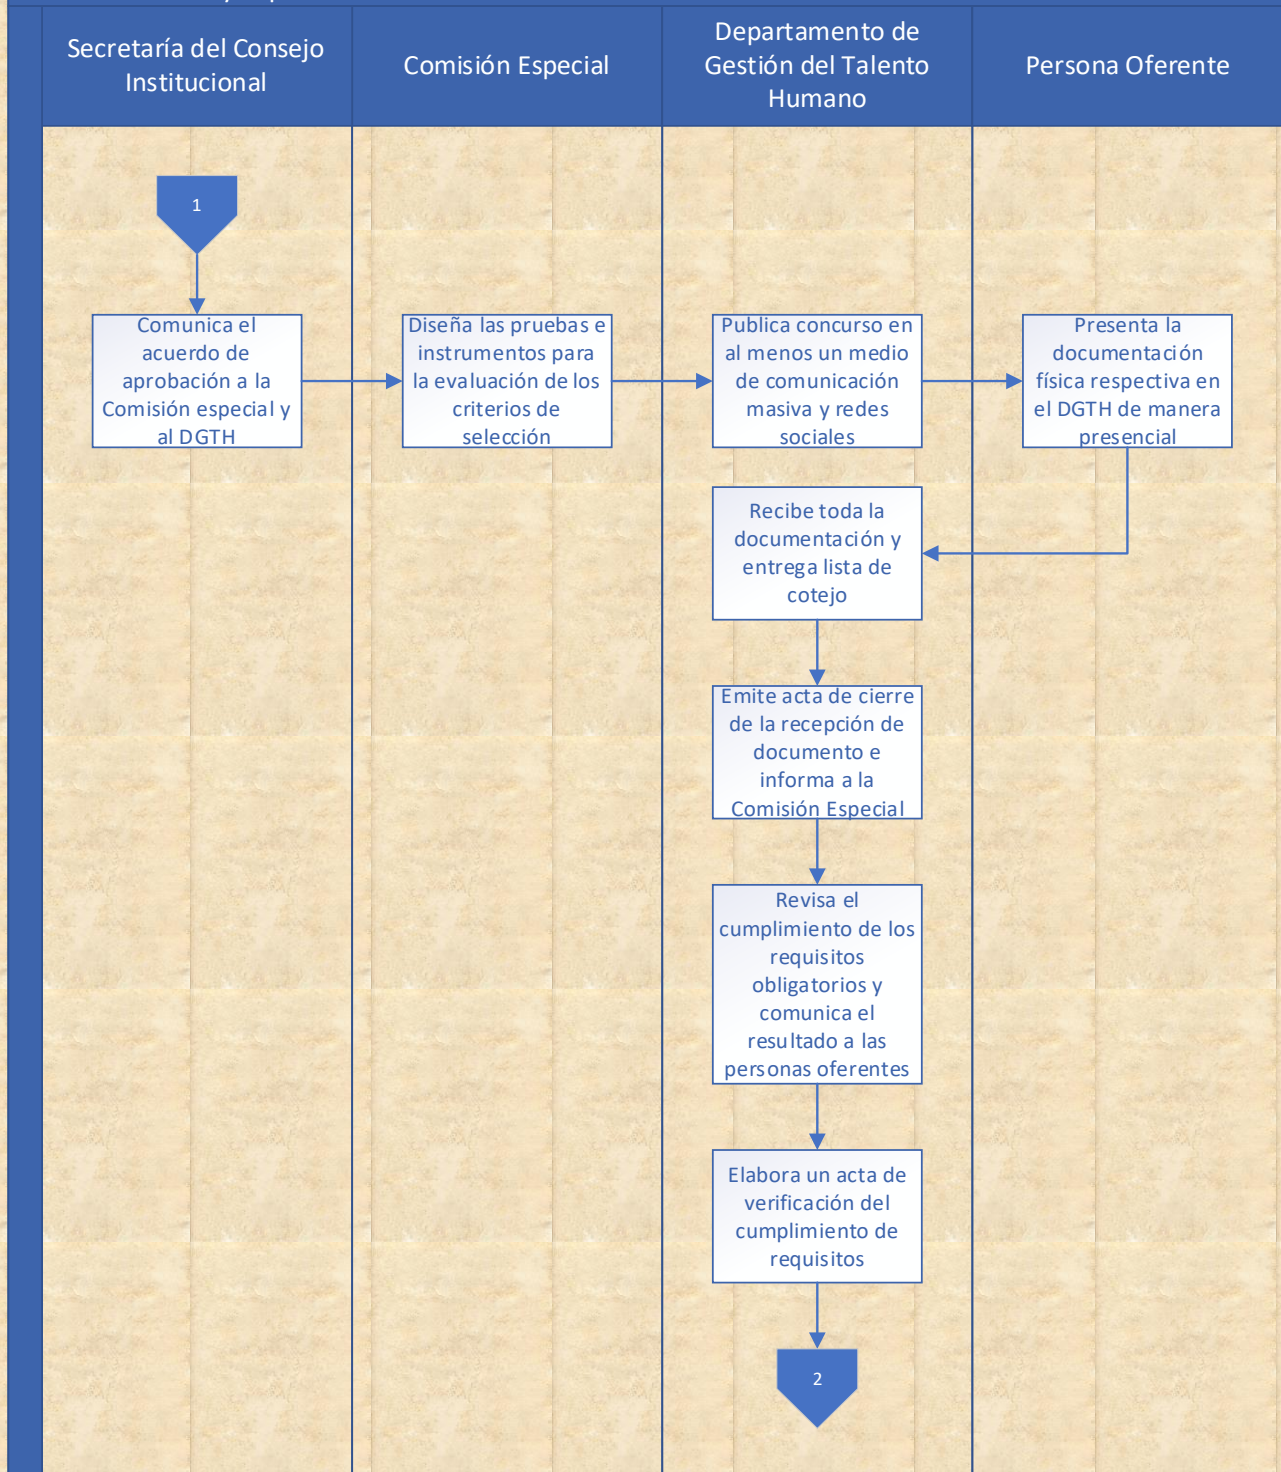 Secretaría del Consejo
Institucional
Comisión Especial
Departamento de
Gestión del Talento
Humano
Persona Oferente
1
Comunica el
acuerdo de
aprobación a la
Comisión especial y
al DGTH
Diseña las pruebas e
instrumentos para
la evaluación de los
criterios de
selección
Publica concurso en
al menos un medio
de comunicación
masiva y redes
sociales
Presenta la
documentación
física respectiva en
el DGTH de manera
presencial
Recibe toda la
documentación y
entrega lista de
cotejo
Emite acta de cierre
de la recepción de
documento e
informa a la
Comisión Especial
Revisa el
cumplimiento de los
requisitos
obligatorios y
comunica el
resultado a las
personas oferentes
Elabora un acta de
verificación del
cumplimiento de
requisitos
2